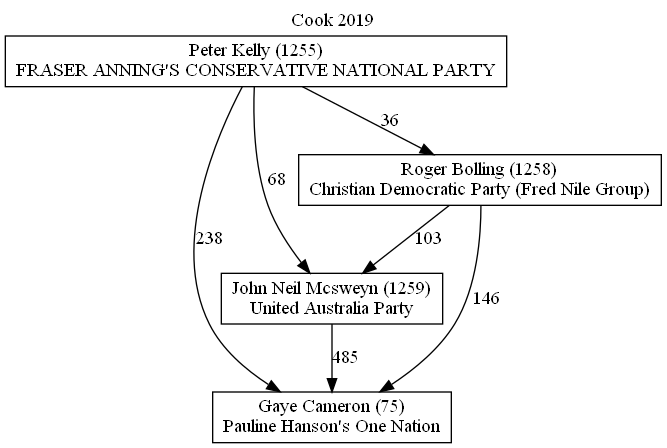 Cook 2019
Peter Kelly (1255)
FRASER ANNING'S CONSERVATIVE NATIONAL PARTY
36
Roger Bolling (1258)
Christian Democratic Party (Fred Nile Group)
68
238
103
John Neil Mcsweyn (1259)
United Australia Party
146
485
Gaye Cameron (75)
Pauline Hanson's One Nation